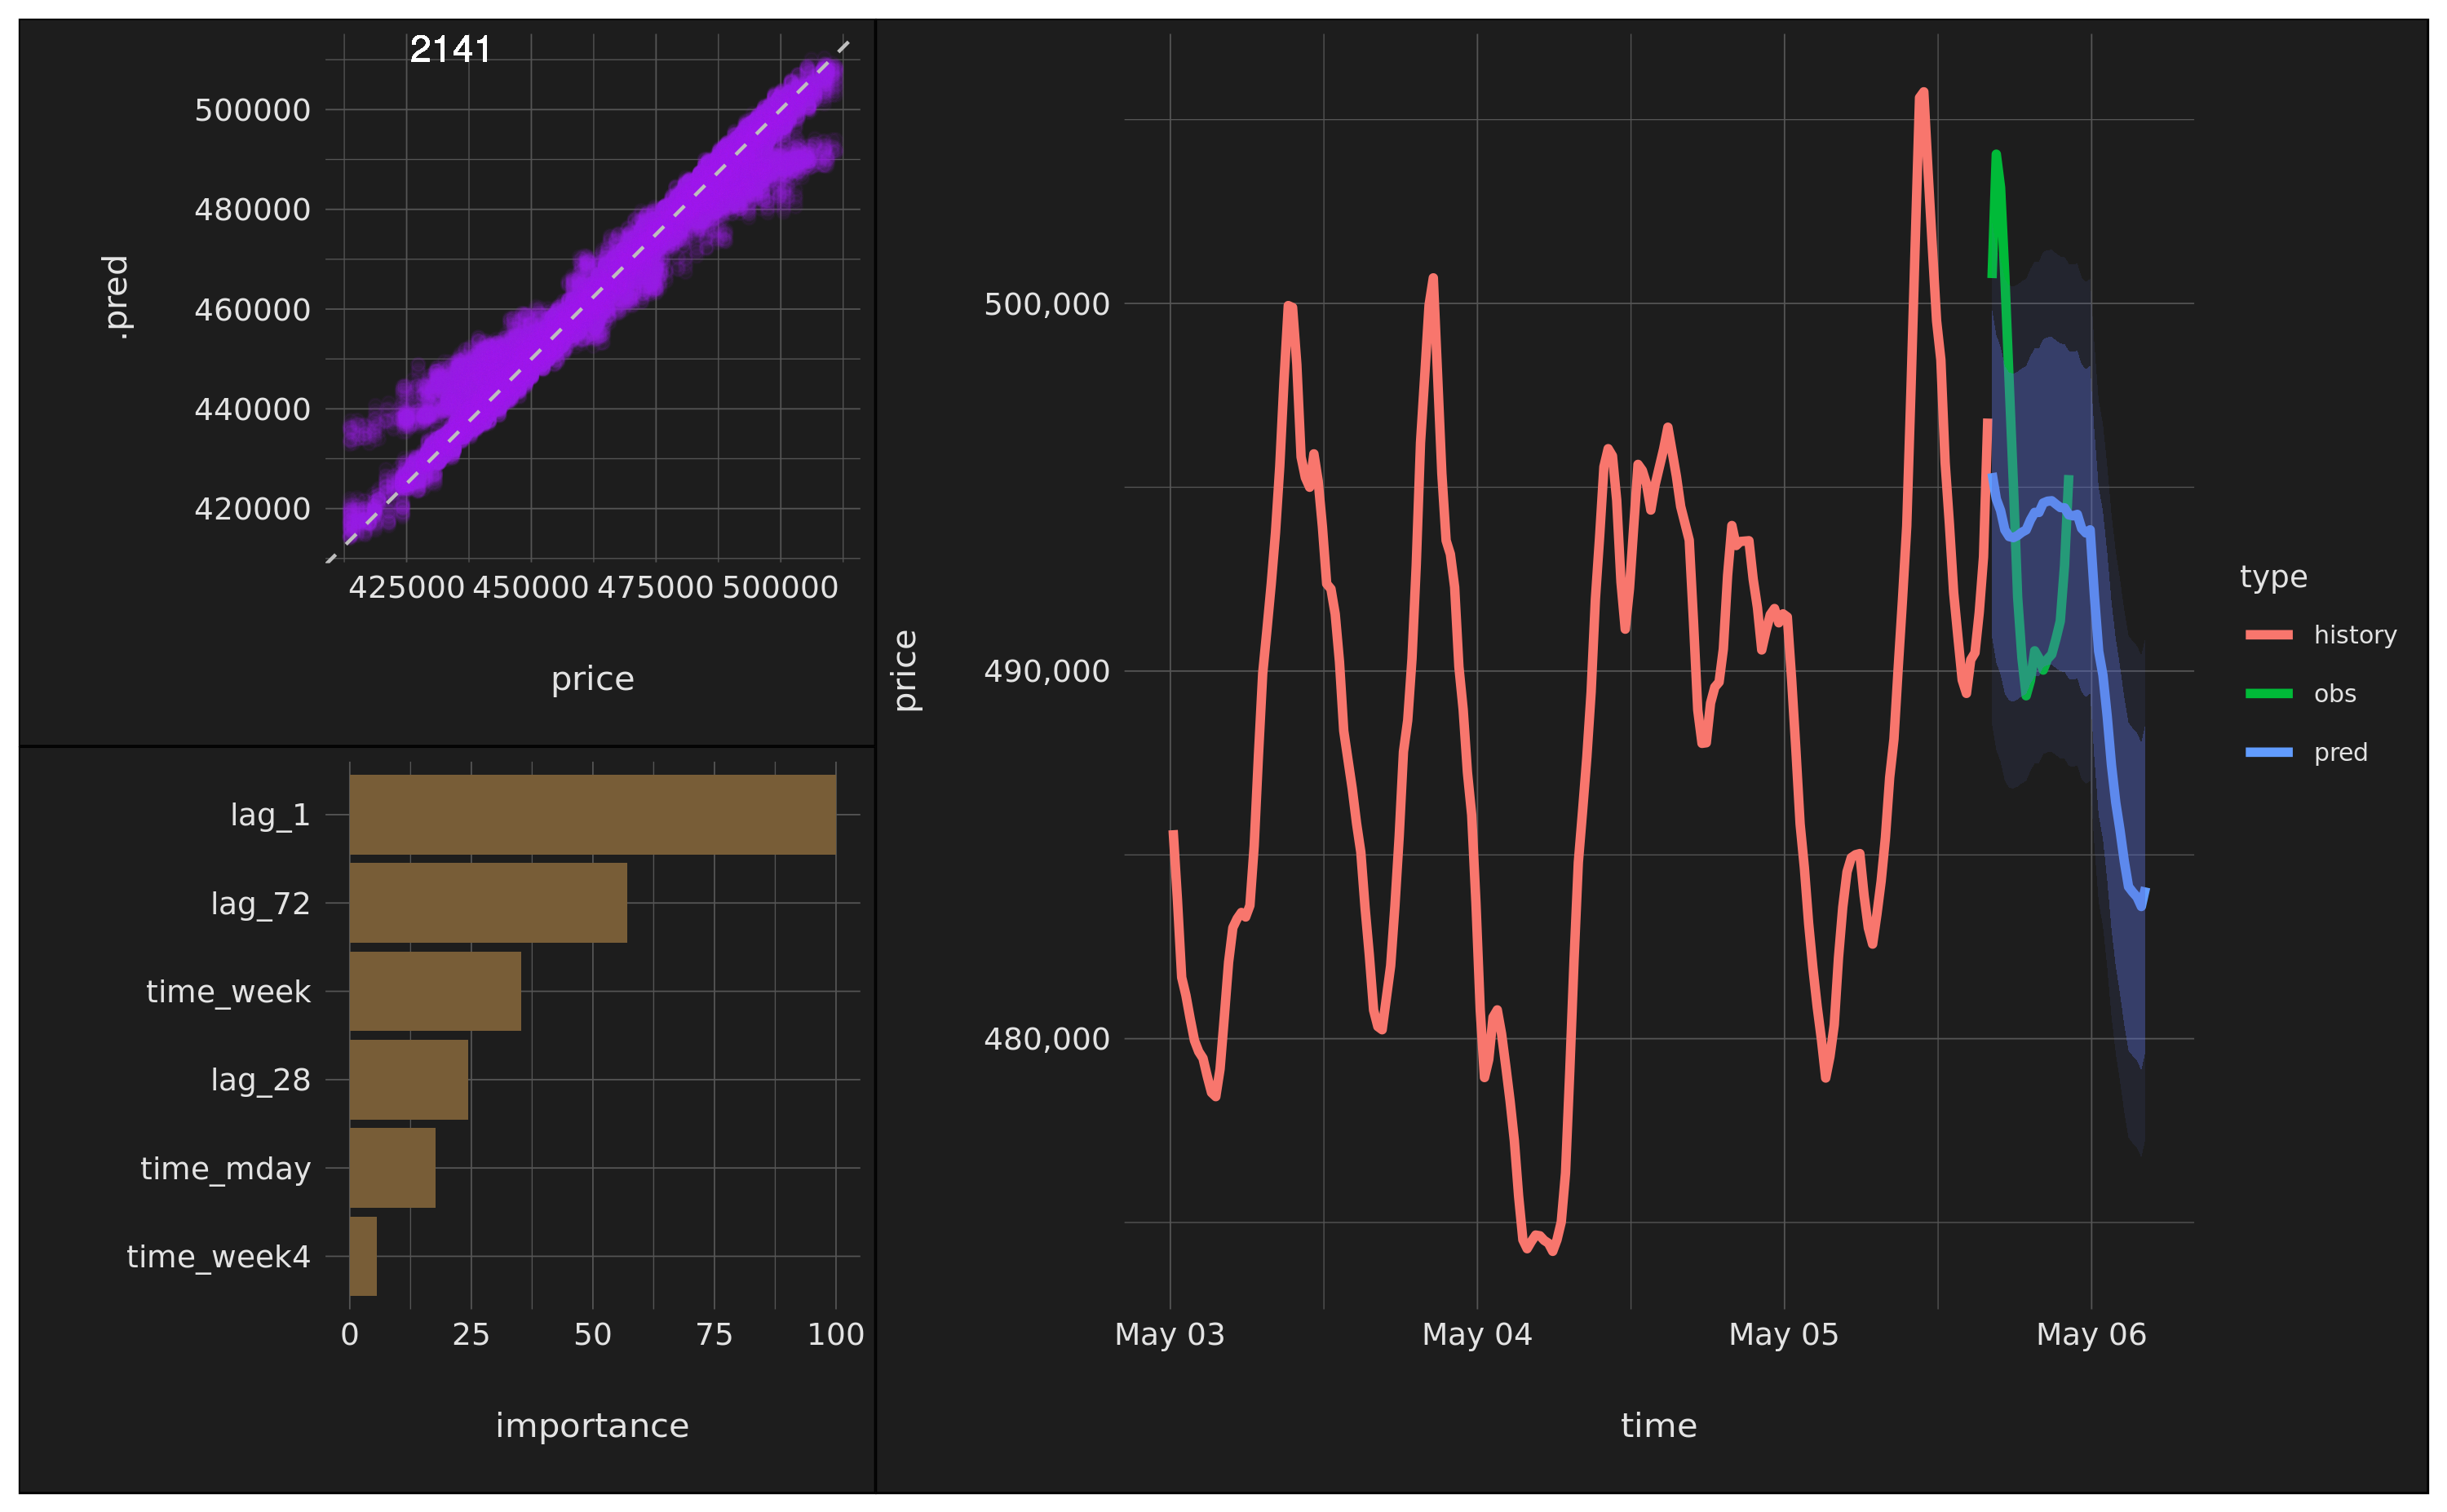 2141
500000
480000
460000
440000
420000
.pred
425000 450000 475000 500000
price
lag_1
lag_72
time_week
lag_28
time_mday
time_week4
0 25 50 75 100
importance
500,000
490,000
480,000
price
May 03 May 04 May 05 May 06
time
type
history
obs
pred